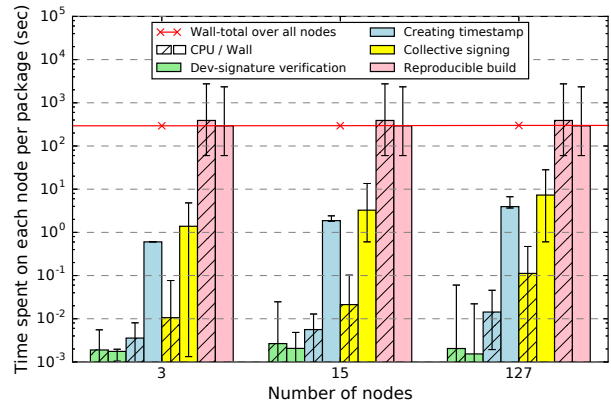 Time spent on each node per package (sec)
10^5
10^4
10^3
10^2
10^1
10^0
10^-1
10^-2
10^-3
Wall-total over all nodes
CPU / Wall
Dev-signature verification
Creating timestamp
Collective signing
Reproducible build
3 15 127
Number of nodes